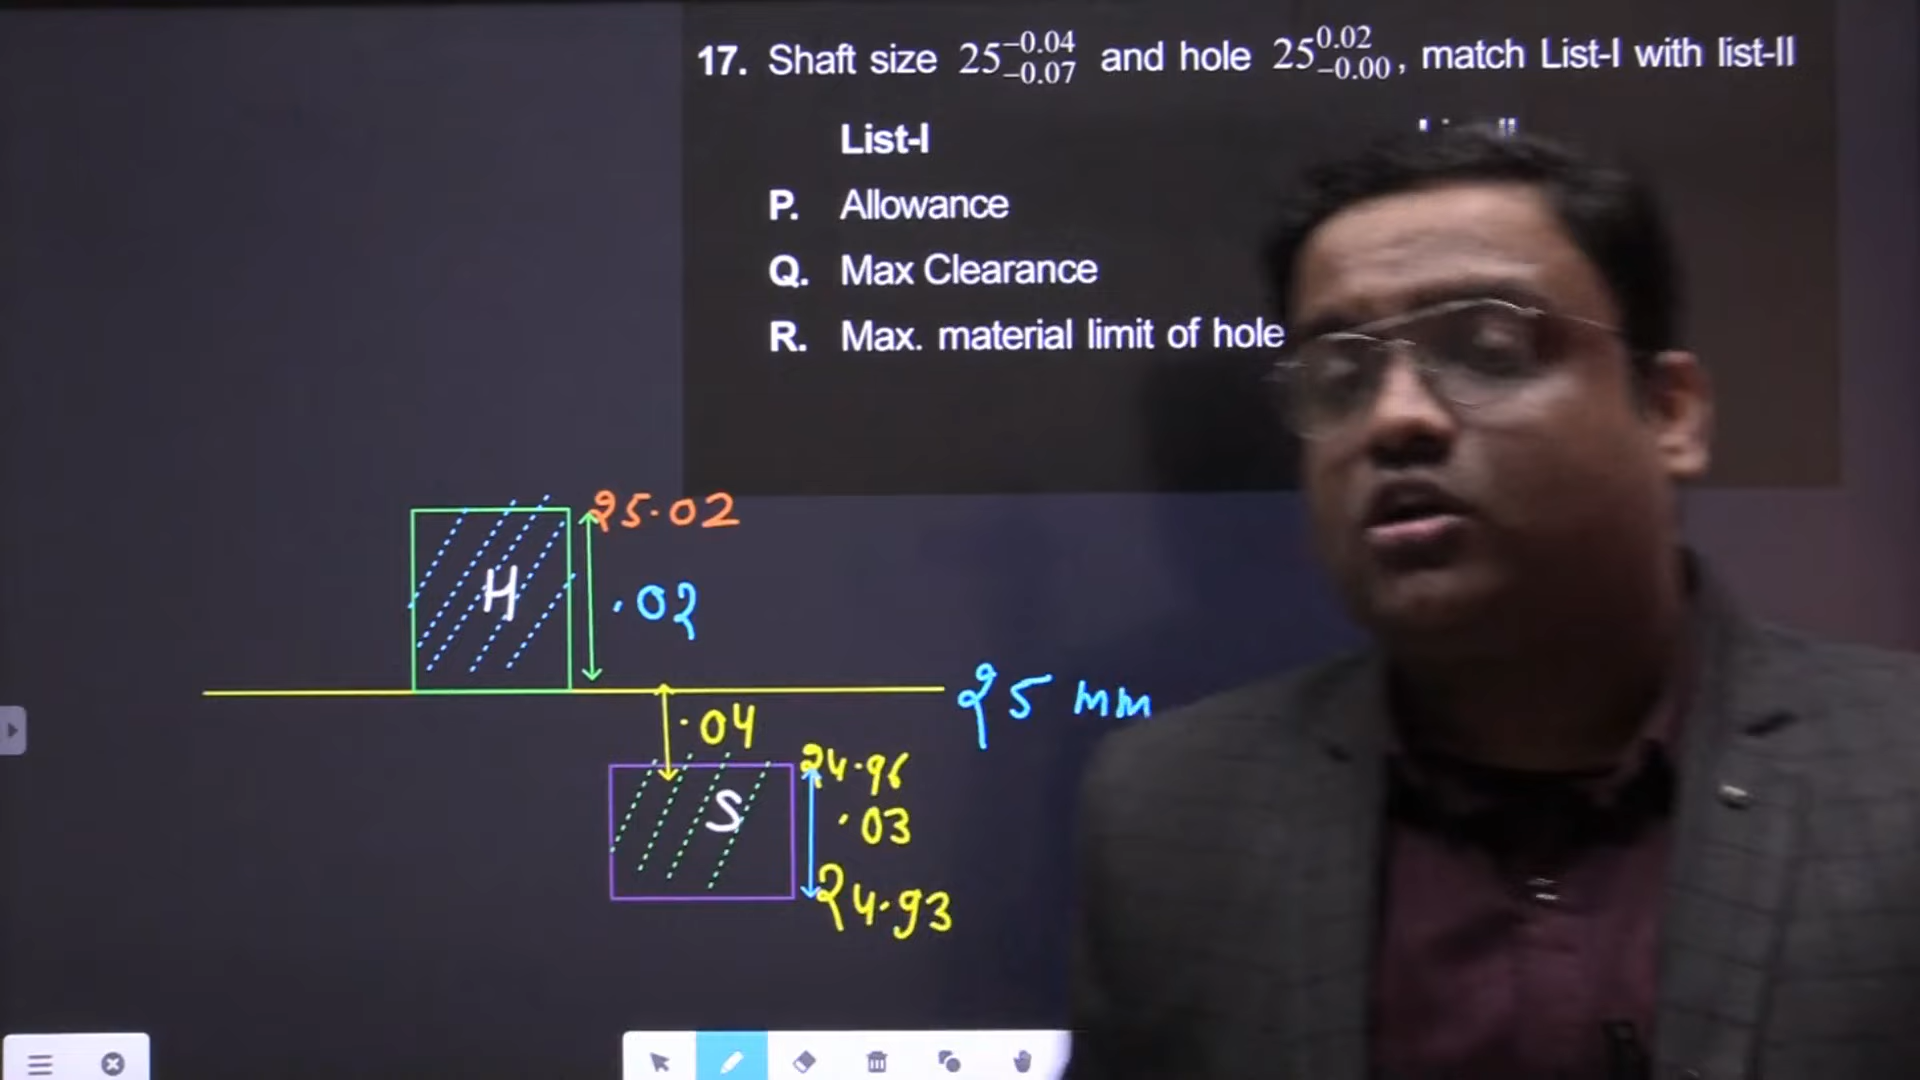 17. Shaft size 25 -0.04 -0.07 and hole 25 0.02 -0.00, match List-I with list-II
List-I
P. Allowance
Q. Max Clearance
R. Max. material limit of hole
25.02
H
.02
25 mm
.04
24.96
S
.03
24.93